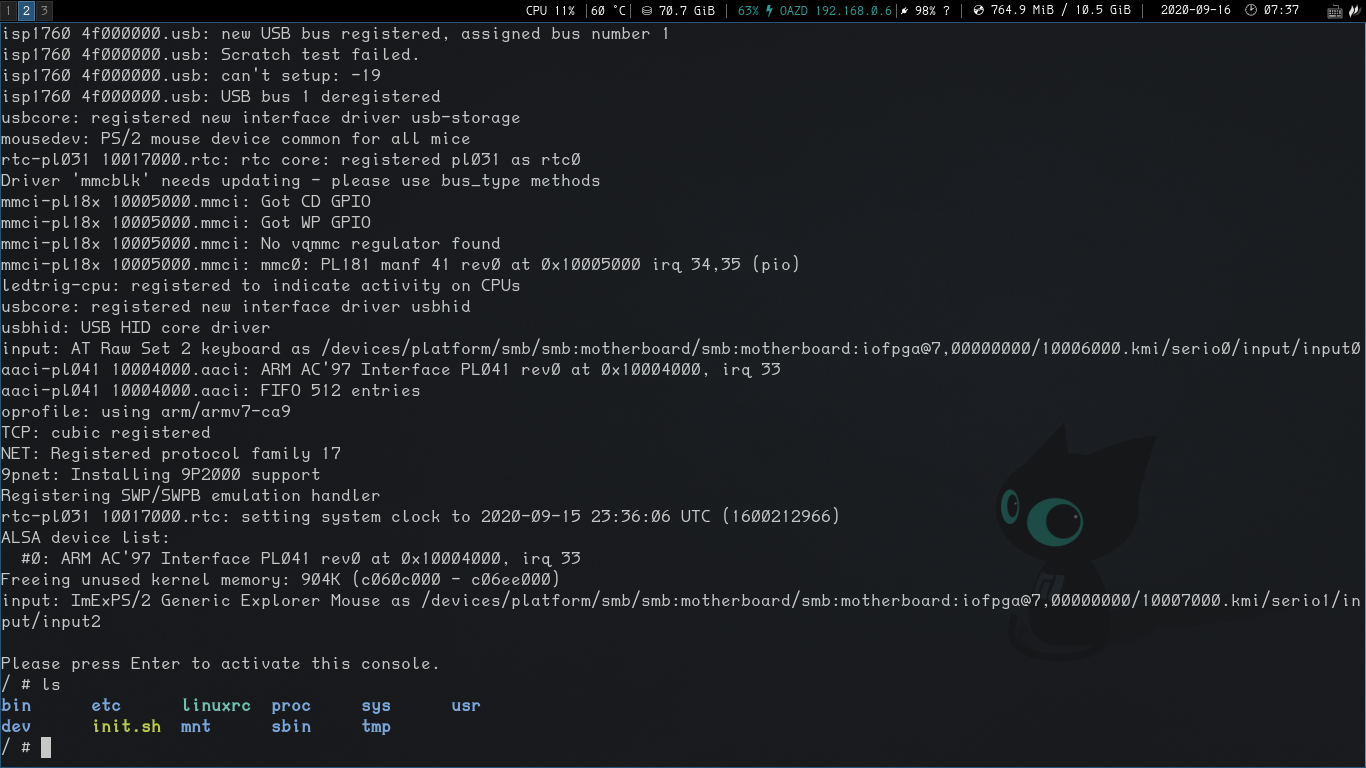 1 2 3 CPU 11% |60 °C| 70.7 GiB | 63% OAZD 192.168.0.6| 98% ? | 764.9 MiB / 10.5 GiB | 2020-09-16 | 07:37
isp1760 4f000000.usb: new USB bus registered, assigned bus number 1
isp1760 4f000000.usb: Scratch test failed.
isp1760 4f000000.usb: can't setup: -19
isp1760 4f000000.usb: USB bus 1 deregistered
usbcore: registered new interface driver usb-storage
mousedev: PS/2 mouse device common for all mice
rtc-pl031 10017000.rtc: rtc core: registered pl031 as rtc0
Driver 'mmcblk' needs updating - please use bus_type methods
mmci-pl18x 10005000.mmci: Got CD GPIO
mmci-pl18x 10005000.mmci: Got WP GPIO
mmci-pl18x 10005000.mmci: No vqmmc regulator found
mmci-pl18x 10005000.mmci: mmc0: PL181 manf 41 rev0 at 0x10005000 irq 34,35 (pio)
ledtrig-cpu: registered to indicate activity on CPUs
usbcore: registered new interface driver usbhid
usbhid: USB HID core driver
input: AT Raw Set 2 keyboard as /devices/platform/smb/smb:motherboard/smb:motherboard:iofpga@7,00000000/10006000.kmi/serio0/input/input0
aaci-pl041 10004000.aaci: ARM AC'97 Interface PL041 rev0 at 0x10004000, irq 33
aaci-pl041 10004000.aaci: FIFO 512 entries
oprofile: using arm/armv7-ca9
TCP: cubic registered
NET: Registered protocol family 17
9pnet: Installing 9P2000 support
Registering SWP/SWPB emulation handler
rtc-pl031 10017000.rtc: setting system clock to 2020-09-15 23:36:06 UTC (1600212966)
ALSA device list:
  #0: ARM AC'97 Interface PL041 rev0 at 0x10004000, irq 33
Freeing unused kernel memory: 904K (c060c000 - c06ee000)
input: ImExPS/2 Generic Explorer Mouse as /devices/platform/smb/smb:motherboard/smb:motherboard:iofpga@7,00000000/10007000.kmi/serio1/in
put/input2
Please press Enter to activate this console.
/ # ls
bin      etc      linuxrc  proc     sys      usr
dev      init.sh  mnt      sbin     tmp
/ #